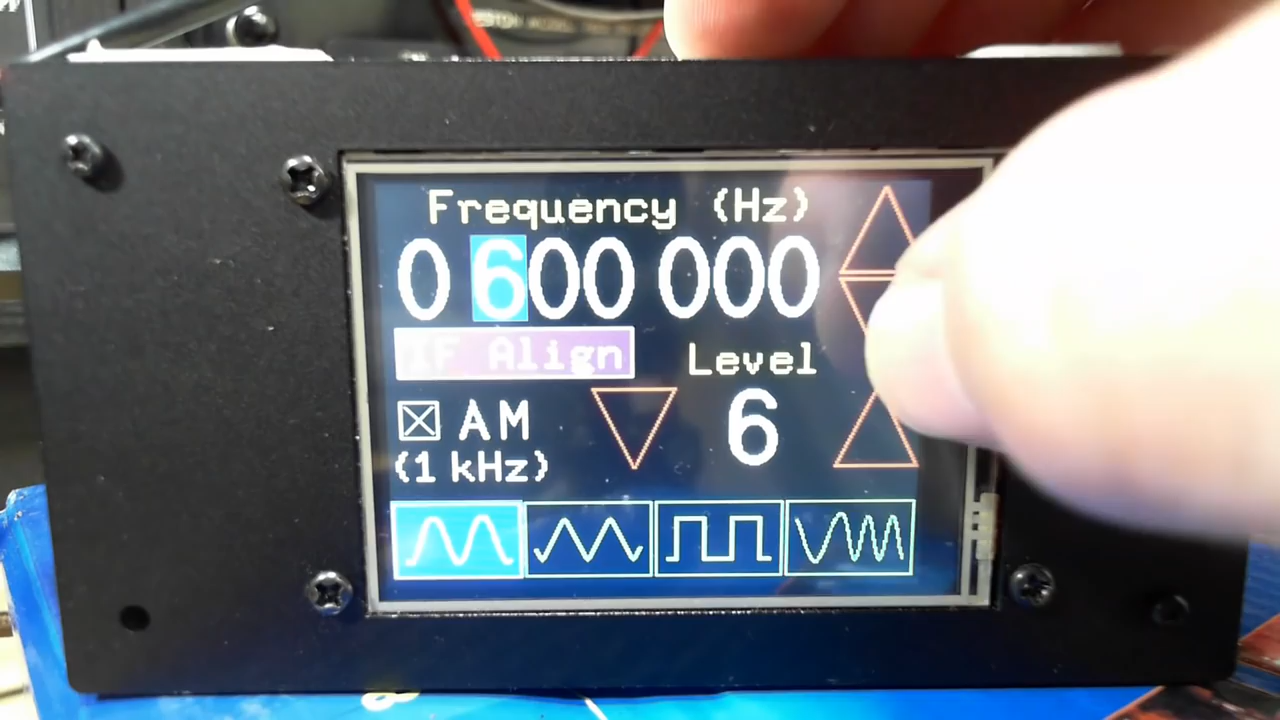 Frequency (Hz)
0 600 000
IF Align
Level
AM
6
(1 kHz)